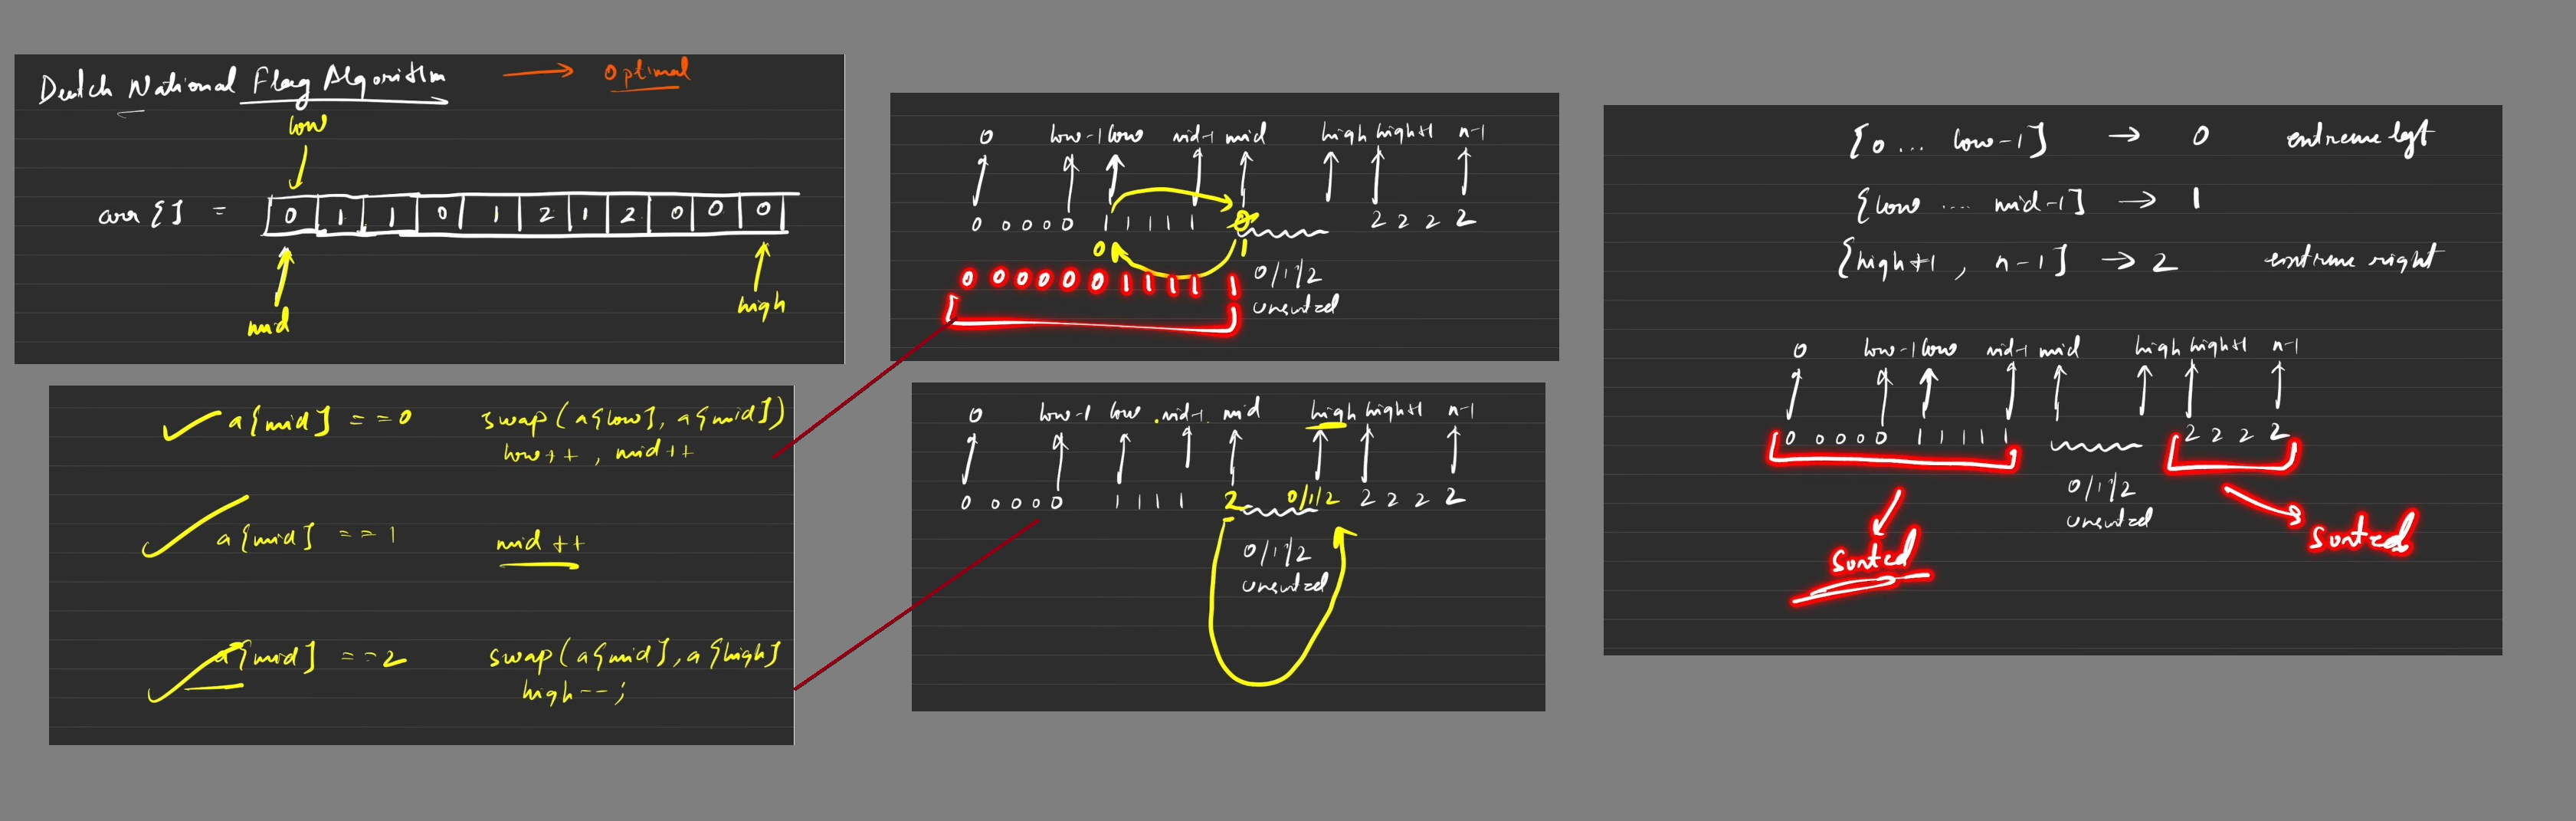 Dutch National Flag Algorithm → Optimal
low
arr [] = 0 1 1 0 1 2 1 2 0 0 0
mid
high
a[mid] == 0 swap(a[low], a[mid])
low++, mid++
a[mid] == 1 mid++
a[mid] == 2 swap(a[mid], a[high]
high--;
0 low-1 low mid-1 mid high high+1 n-1
0 0 0 0 0 1 1 1 1 1 0 2 2 2 2
0 1
0 0 0 0 0 0 1 1 1 1 1 0/1/2
unsorted
0 low-1 low mid-1 mid high high+1 n-1
0 0 0 0 0 1 1 1 1 2 0/1/2 2 2 2 2
0/1/2
unsorted
[0 ... low-1] → 0 extreme left
[low .... mid-1] → 1
[high+1, n-1] → 2 extreme right
0 low-1 low mid-1 mid high high+1 n-1
0 0 0 0 0 1 1 1 1 1 2 2 2 2
0/1/2
unsorted
Sorted
Sorted